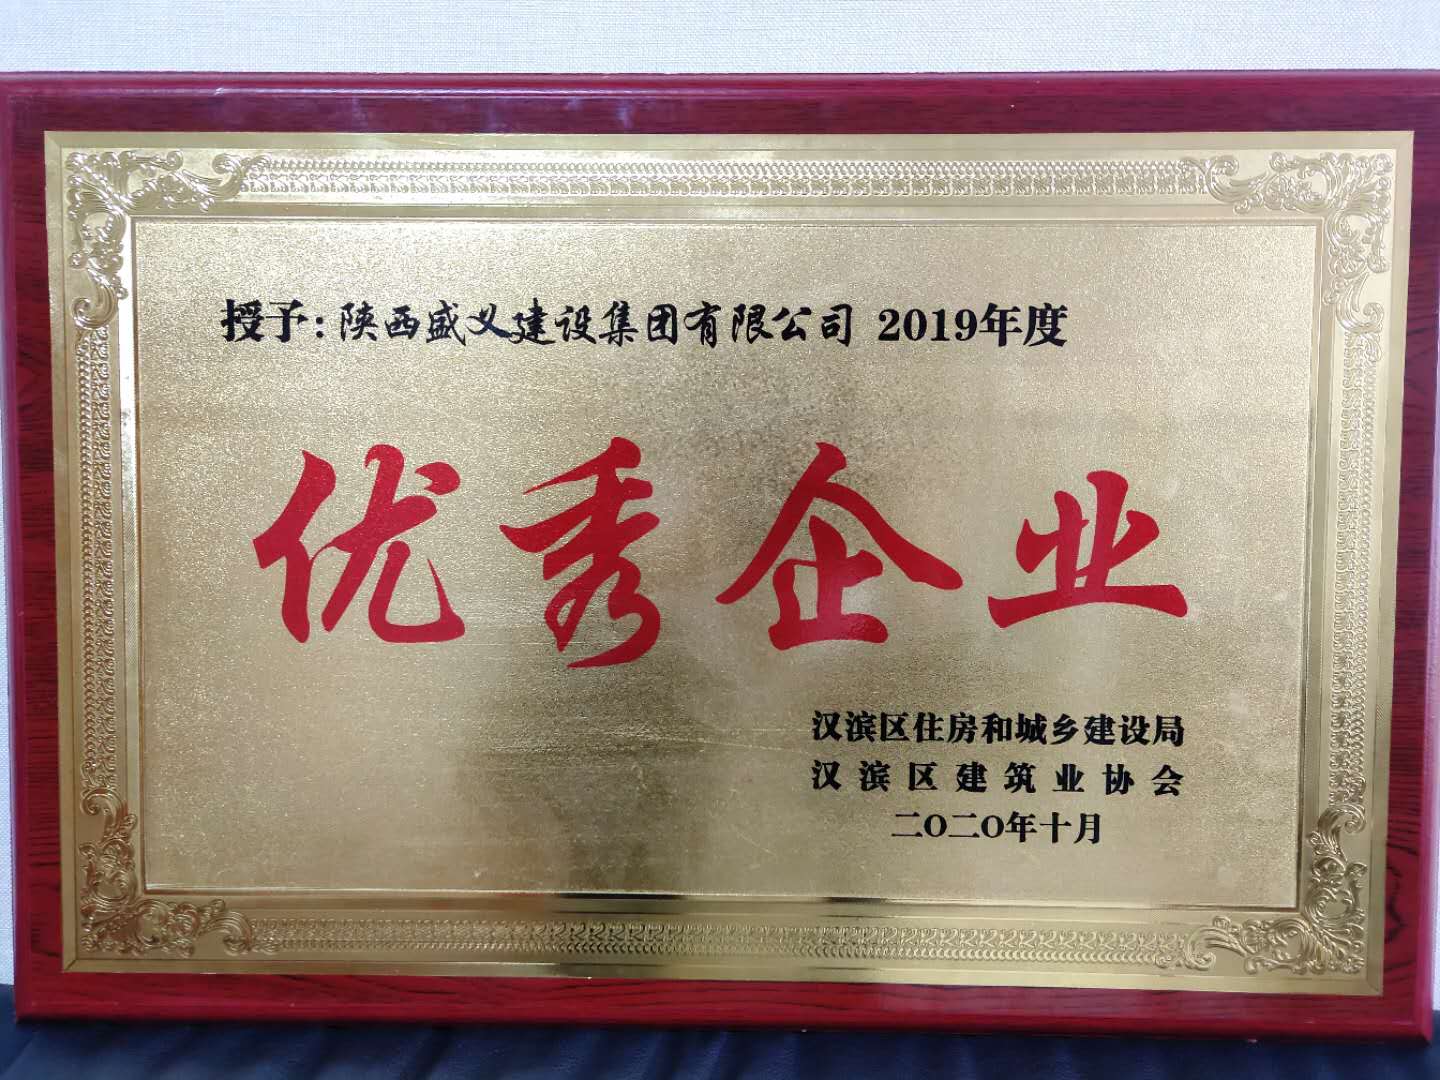 授予:陕西盛义建设集团有限公司 2019年度
优秀企业
汉滨区住房和城乡建设局
汉滨区建筑业协会
二〇二〇年十月